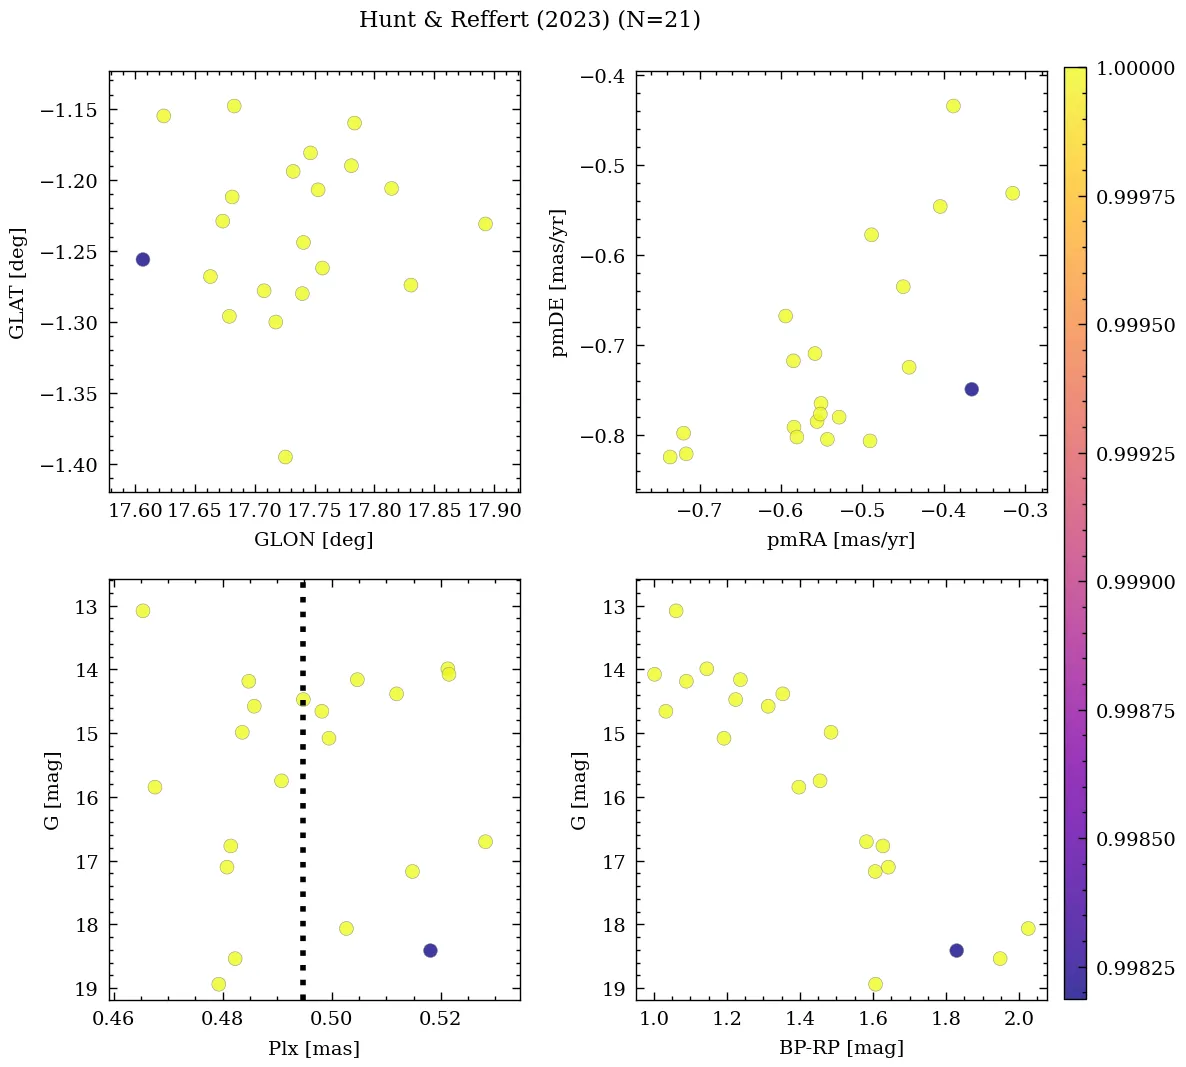 Hunt & Reffert (2023) (N=21)
−1.15
−1.20
−1.25
−1.30
−1.35
−1.40
GLAT [deg]
17.60 17.65 17.70 17.75 17.80 17.85 17.90
GLON [deg]
−0.4
−0.5
−0.6
−0.7
−0.8
pmDE [mas/yr]
−0.7 −0.6 −0.5 −0.4 −0.3
pmRA [mas/yr]
13
14
15
16
17
18
19
G [mag]
0.46 0.48 0.50 0.52
Plx [mas]
13
14
15
16
17
18
19
G [mag]
1.0 1.2 1.4 1.6 1.8 2.0
BP-RP [mag]
1.00000
0.99975
0.99950
0.99925
0.99900
0.99875
0.99850
0.99825